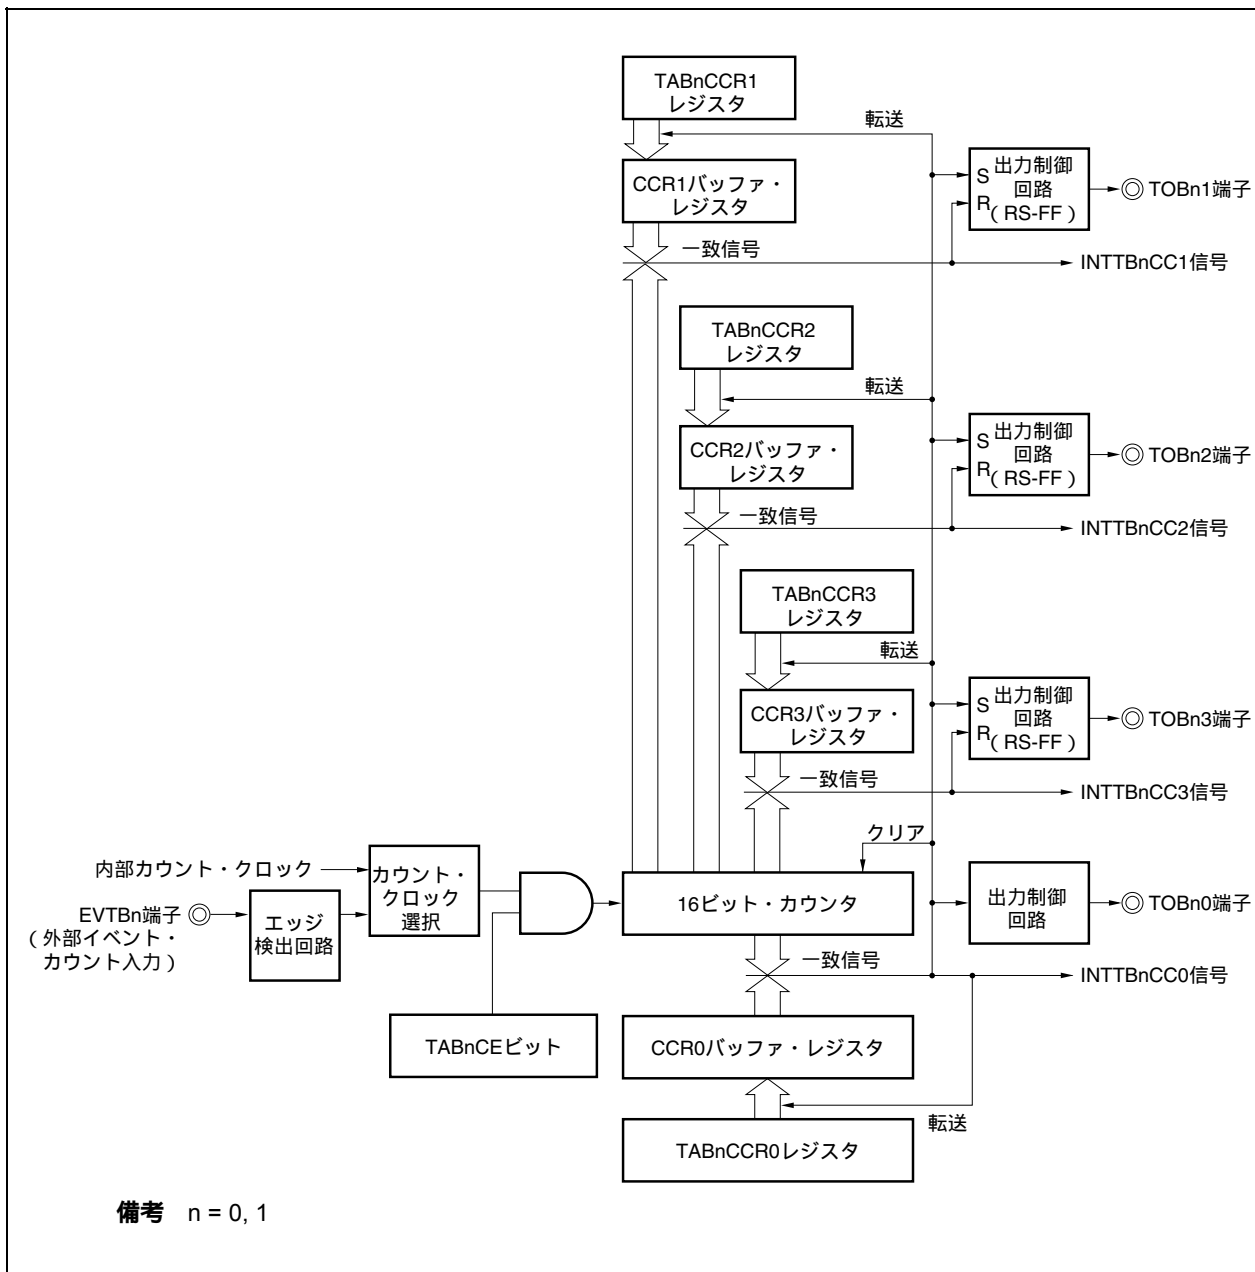 TABnCCR1
レジスタ
転送
CCR1バッファ・
レジスタ
S 出力制御
回路
R( RS-FF )
TOBn1端子
一致信号
INTTBnCC1信号
TABnCCR2
レジスタ
転送
CCR2バッファ・
レジスタ
S 出力制御
回路
R( RS-FF )
TOBn2端子
一致信号
INTTBnCC2信号
TABnCCR3
レジスタ
転送
CCR3バッファ・
レジスタ
S 出力制御
回路
R( RS-FF )
TOBn3端子
一致信号
INTTBnCC3信号
クリア
内部カウント・クロック
カウント・
クロック
選択
EVTBn端子
( 外部イベント・
カウント入力 )
エッジ
検出回路
16ビット・カウンタ
出力制御
回路
TOBn0端子
一致信号
INTTBnCC0信号
TABnCEビット
CCR0バッファ・レジスタ
転送
TABnCCR0レジスタ
備考 n = 0, 1